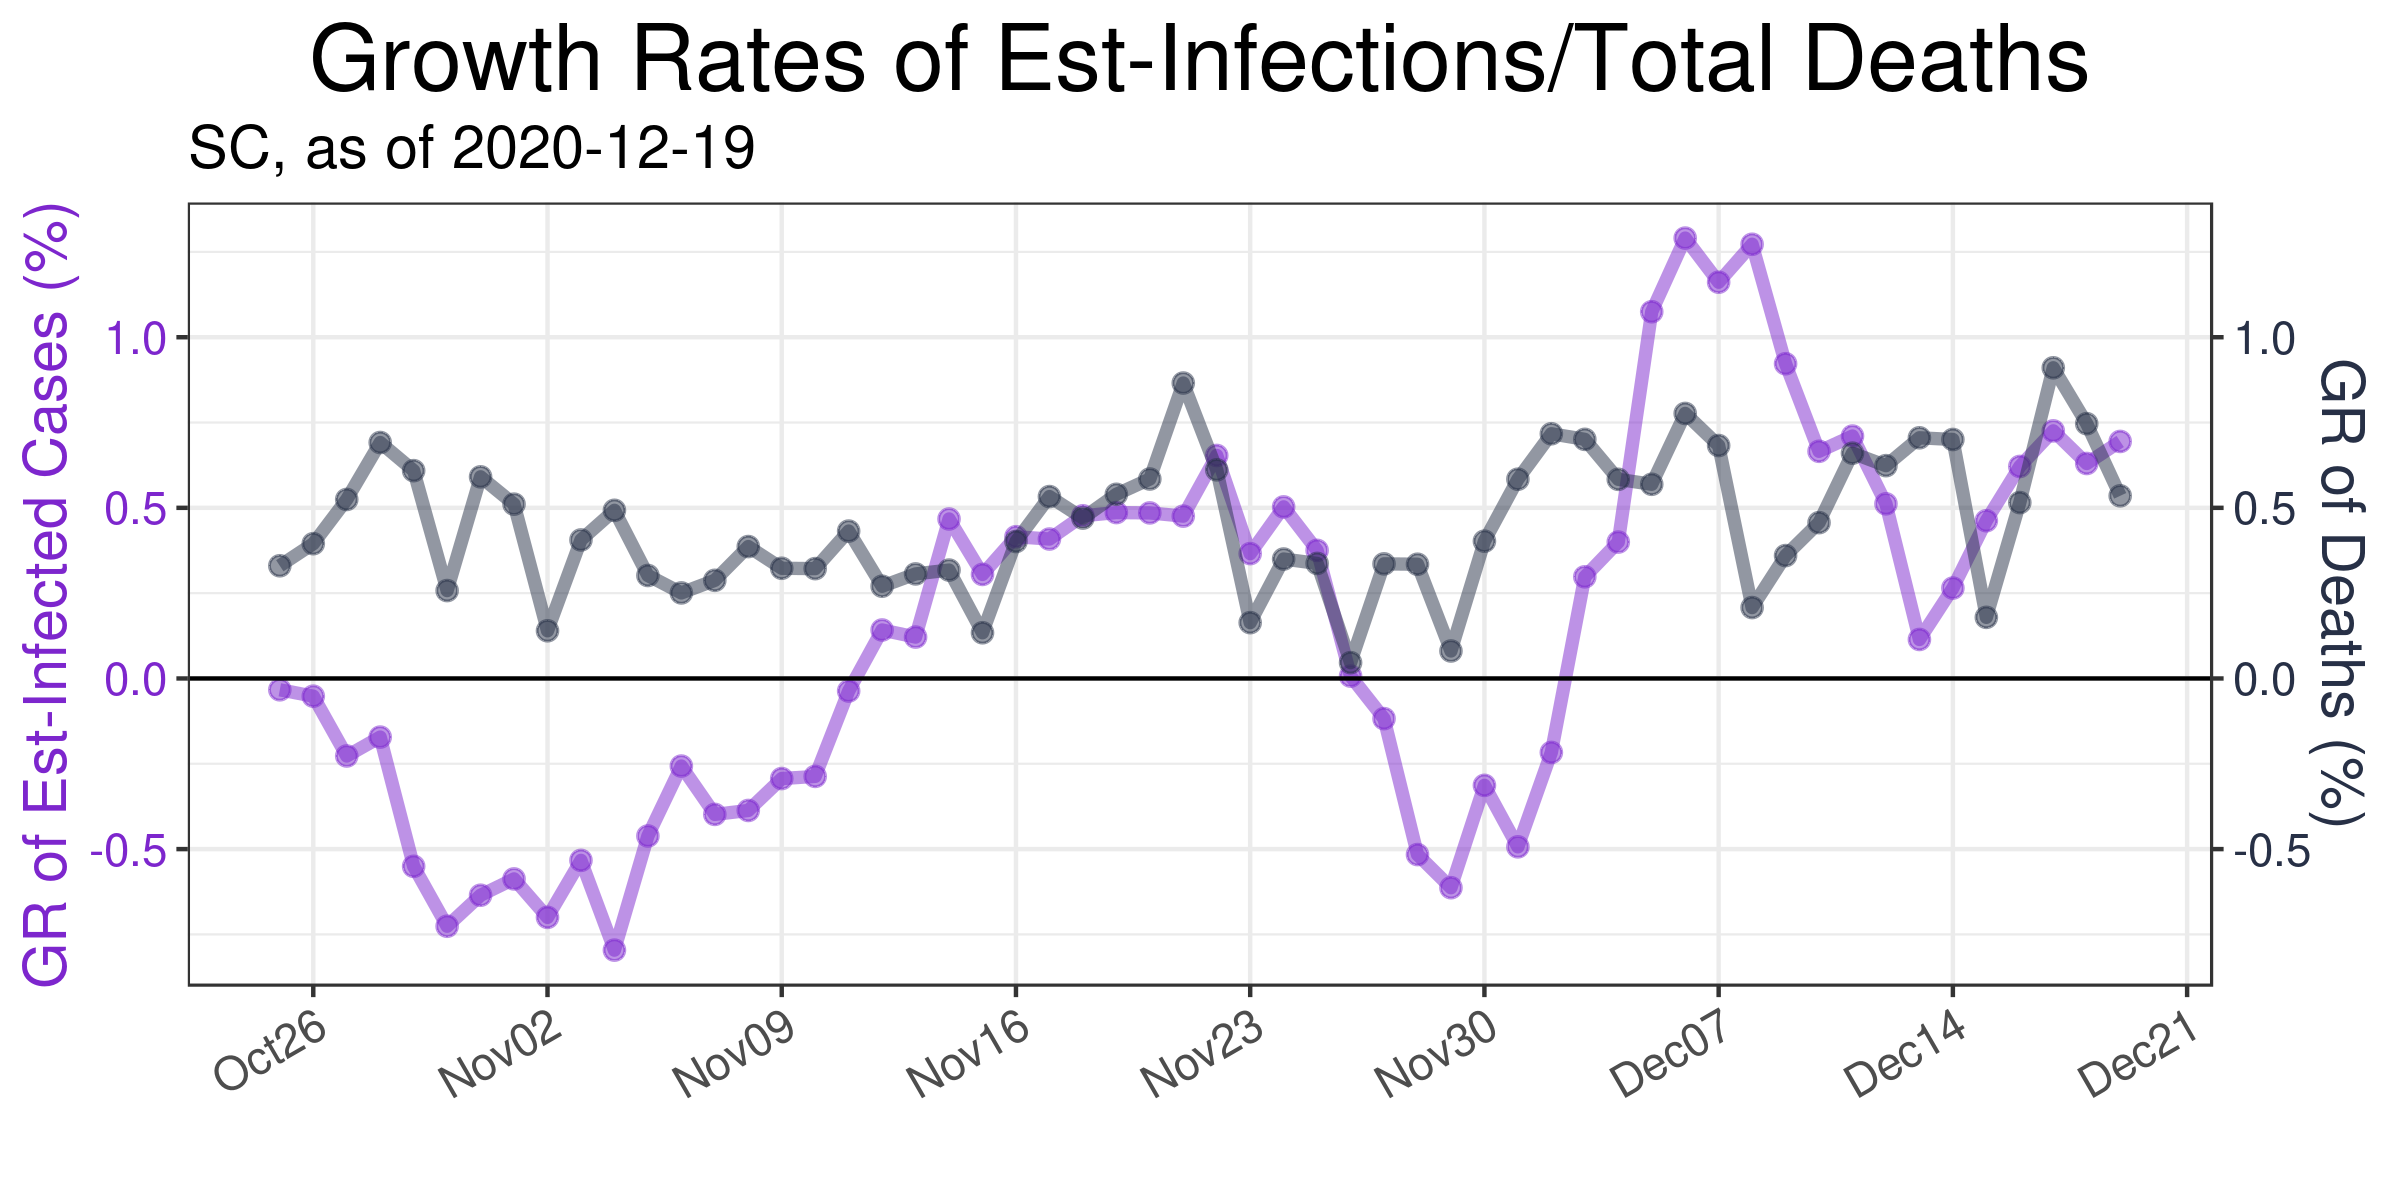 Growth Rates of Est-Infections/Total Deaths
SC, as of 2020-12-19
GR of Est-Infected Cases (%)
1.0
0.5
0.0
-0.5
1.0
0.5
0.0
-0.5
GR of Deaths (%)
Oct26
Nov02
Nov09
Nov16
Nov23
Nov30
Dec07
Dec14
Dec21